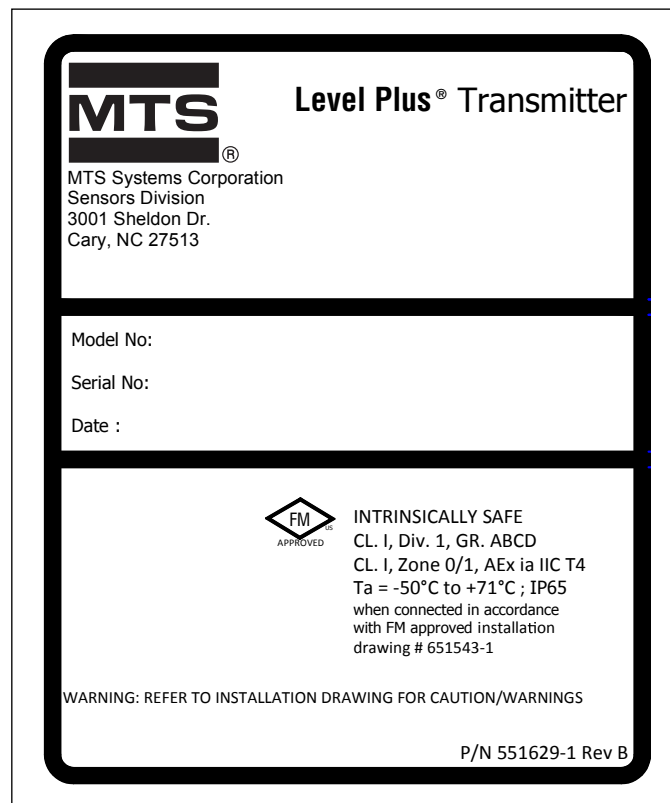 MTS
®
Level Plus® Transmitter
MTS Systems Corporation
Sensors Division
3001 Sheldon Dr.
Cary, NC 27513
Model No:
Serial No:
Date :
FM
us
APPROVED
INTRINSICALLY SAFE
CL. I, Div. 1, GR. ABCD
CL. I, Zone 0/1, AEx ia IIC T4
Ta = -50°C to +71°C ; IP65
when connected in accordance
with FM approved installation
drawing # 651543-1
WARNING: REFER TO INSTALLATION DRAWING FOR CAUTION/WARNINGS
P/N 551629-1 Rev B